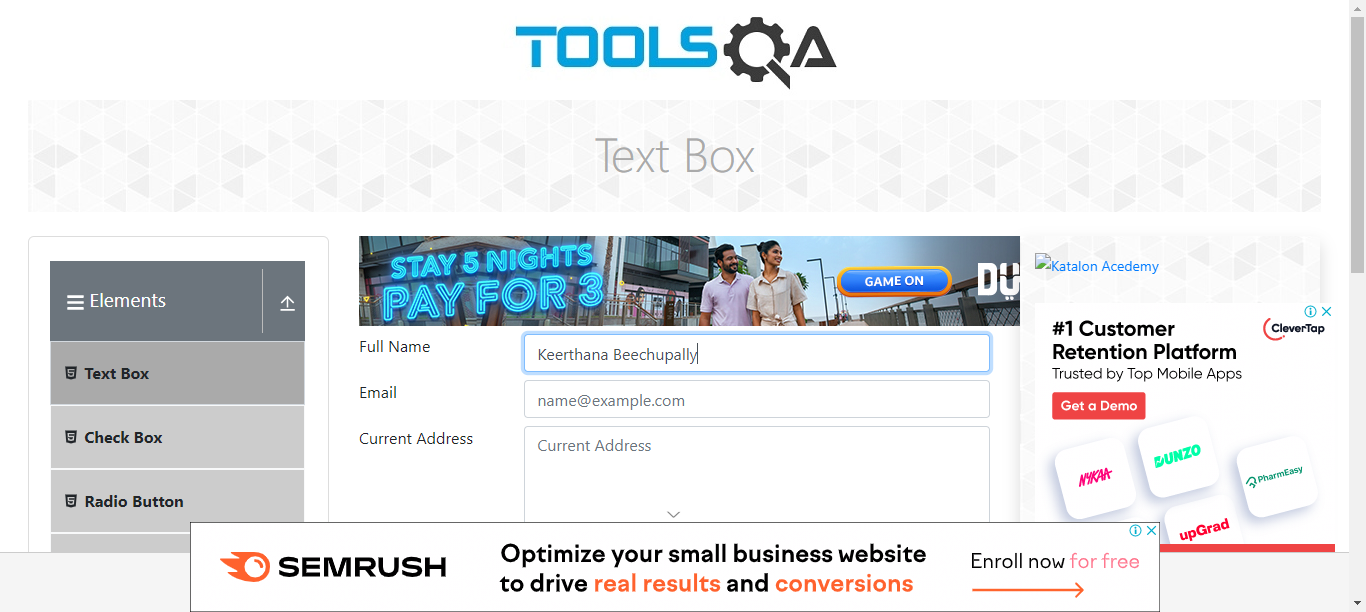 TOOLSQA
Text Box
Elements
Text Box
Check Box
Radio Button
STAY 5 NIGHTS
PAY FOR 3
GAME ON
DU
Full Name
Keerthana Beechupally
Email
name@example.com
Current Address
Current Address
Katalon Acedemy
#1 Customer
Retention Platform
Trusted by Top Mobile Apps
Get a Demo
CleverTap
NYKAA
DUNZO
PharmEasy
upGrad
SEMRUSH
Optimize your small business website
to drive real results and conversions
Enroll now for free